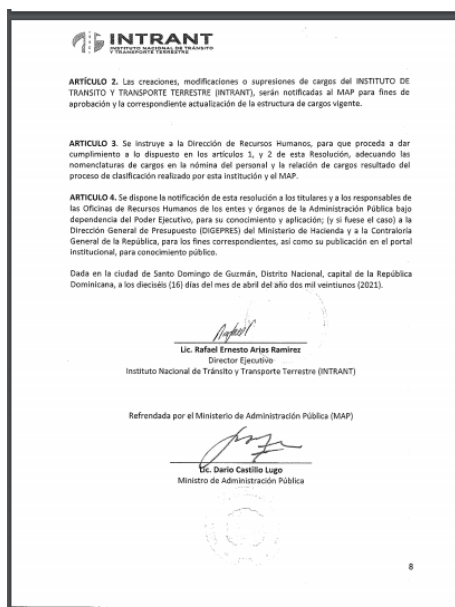 INTRANT
INSTITUTO NACIONAL DE TRÁNSITO
Y TRANSPORTE TERRESTRE
ARTÍCULO 2. Las creaciones, modificaciones o supresiones de cargos del INSTITUTO DE
TRANSITO Y TRANSPORTE TERRESTRE (INTRANT), serán notificadas al MAP para fines de
aprobación y la correspondiente actualización de la estructura de cargos vigente.
ARTICULO 3. Se instruye a la Dirección de Recursos Humanos, para que proceda a dar
cumplimiento a lo dispuesto en los artículos 1, y 2 de esta Resolución, adecuando las
nomenclaturas de cargos en la nómina del personal y la relación de cargos resultado del
proceso de clasificación realizado por esta institución y el MAP.
ARTICULO 4. Se dispone la notificación de esta resolución a los titulares y a los responsables de
las Oficinas de Recursos Humanos de los entes y órganos de la Administración Pública bajo
dependencia del Poder Ejecutivo, para su conocimiento y aplicación; (y si fuese el caso) a la
Dirección General de Presupuesto (DIGEPRES) del Ministerio de Hacienda y a la Contraloría
General de la República, para los fines correspondientes, así como su publicación en el portal
institucional, para conocimiento público.
Dada en la ciudad de Santo Domingo de Guzmán, Distrito Nacional, capital de la República
Dominicana, a los dieciséis (16) días del mes de abril del año dos mil veintiunos (2021).
Lic. Rafael Ernesto Arias Ramirez
Director Ejecutivo
Instituto Nacional de Tránsito y Transporte Terrestre (INTRANT)
Refrendada por el Ministerio de Administración Pública (MAP)
Lic. Dario Castillo Lugo
Ministro de Administración Pública
8